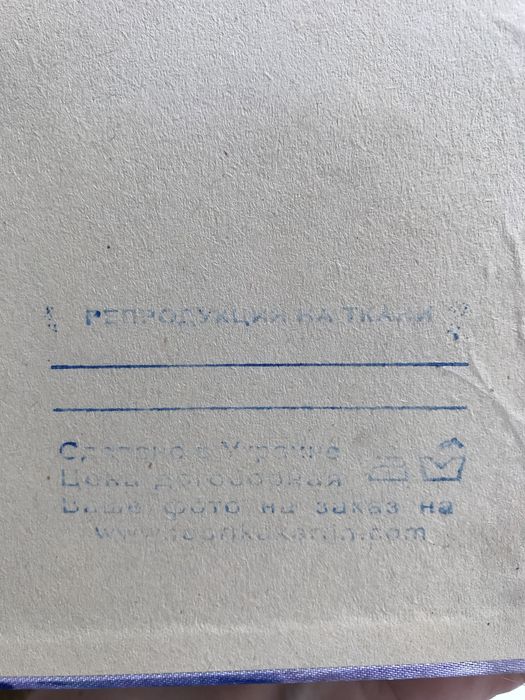 РЕПРОДУКЦИЯ НА ТКАНИ
Сделано в Украине
Цена договорная
Ваше фото на заказ на